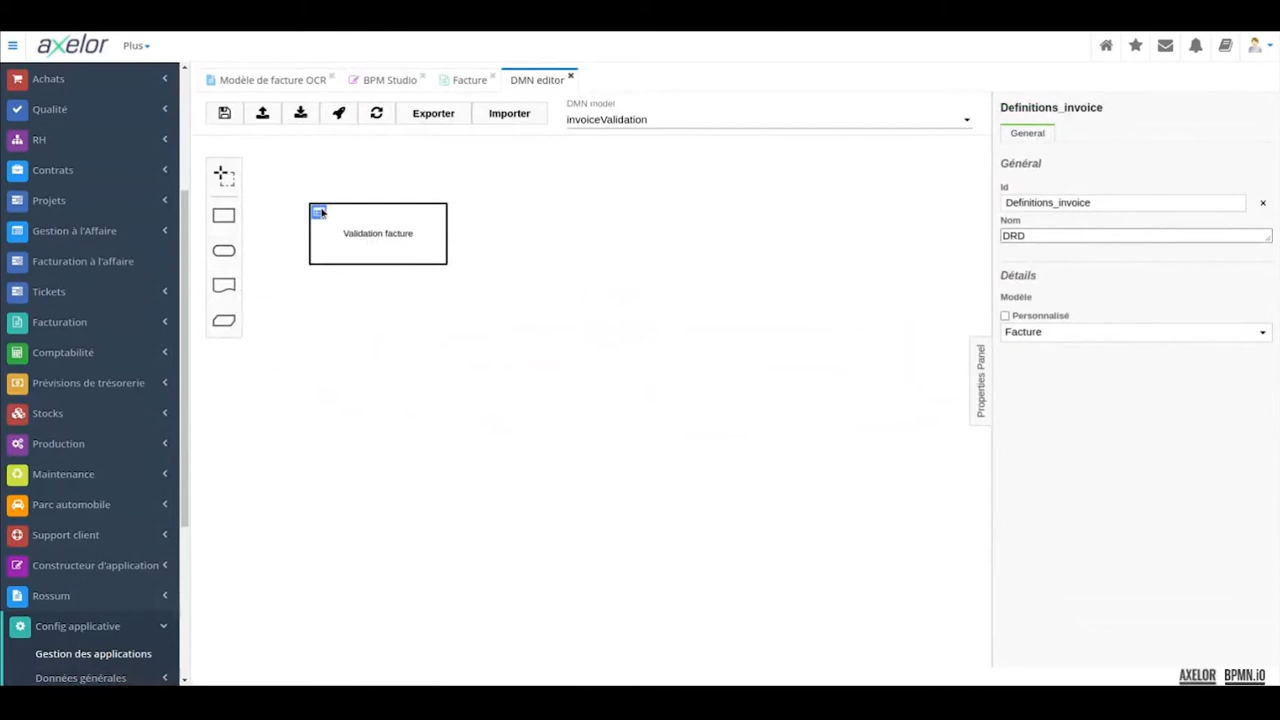 axelor
Plus
Modèle de facture OCR
BPM Studio
Facture
DMN editor
Exporter
Importer
DMN model
invoiceValidation
Achats
Qualité
RH
Contrats
Projets
Gestion à l'Affaire
Facturation à l'affaire
Tickets
Facturation
Comptabilité
Prévisions de trésorerie
Stocks
Production
Maintenance
Parc automobile
Support client
Constructeur d'application
Rossum
Config applicative
Gestion des applications
Données générales
Validation facture
Properties Panel
Definitions_invoice
General
Général
Id
Definitions_invoice
Nom
DRD
Détails
Modèle
Personnalisé
Facture
AXELOR BPMN.iO